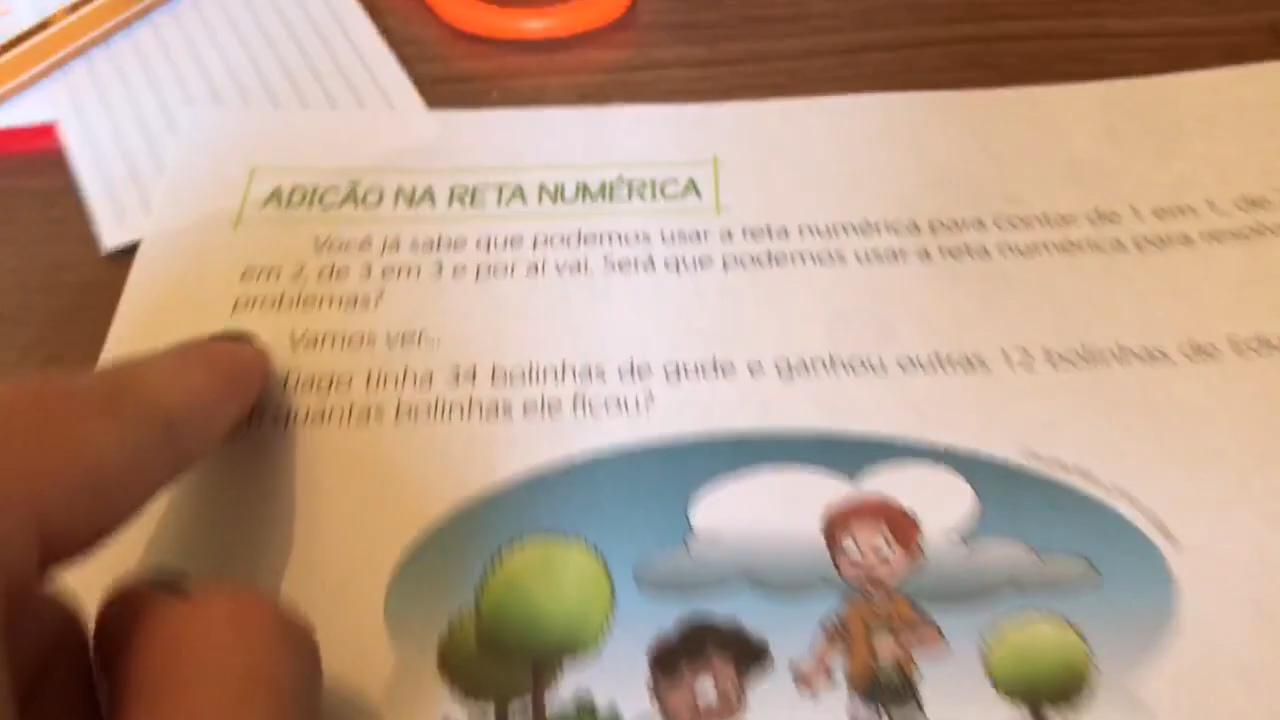 ADIÇÃO NA RETA NUMÉRICA
Você já sabe que podemos usar a reta numérica para contar de 1 em 1, de
em 2, de 3 em 3 e por aí vai. Será que podemos usar a reta numérica para
problemas?
Vamos ver...
tinha 34 bolinhas de gude e ganhou outras 12 bolinhas de
quantas bolinhas ele ficou?